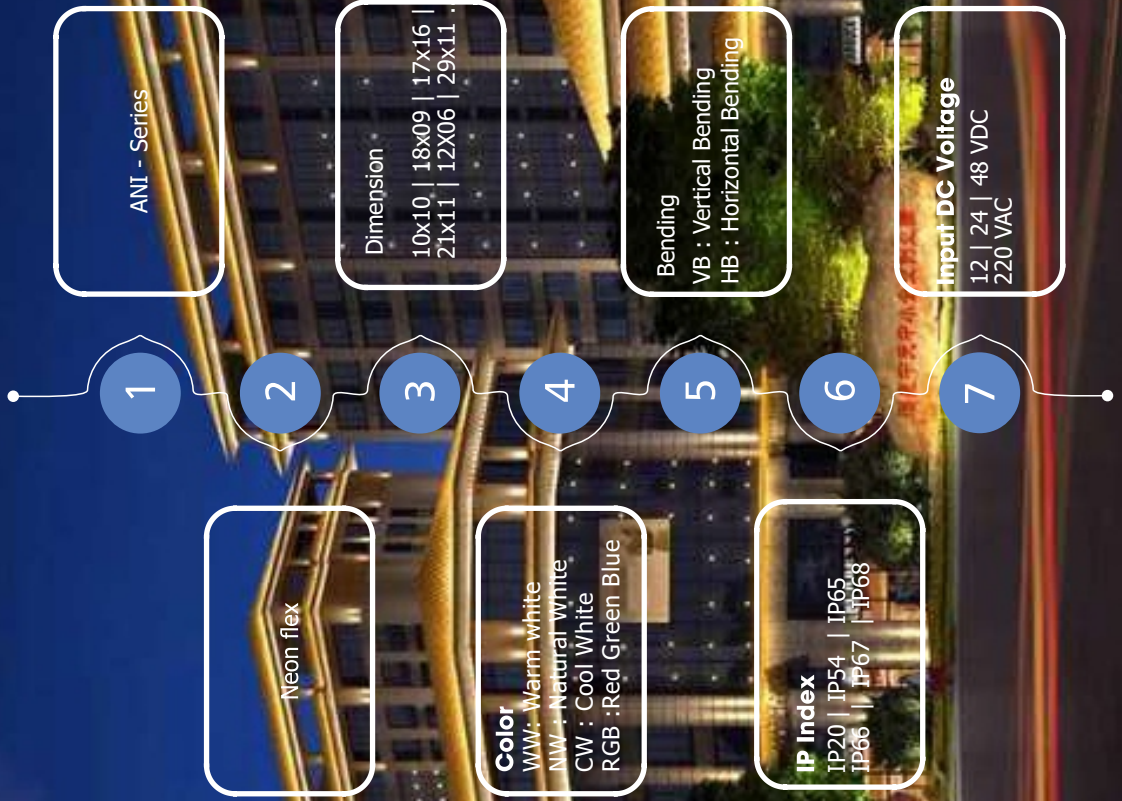 ANI - Series
1
Neon flex
2
Dimension
10x10 | 18x09 | 17x16 |
21x11 | 12X06 | 29x11 .
3
Color
WW: Warm white
NW : Natural White
CW : Cool White
RGB :Red Green Blue
4
Bending
VB : Vertical Bending
HB : Horizontal Bending
5
IP Index
IP20 | IP54 | IP65
IP66 | IP67 | IP68
6
Input DC Voltage
12 | 24 | 48 VDC
220 VAC
7